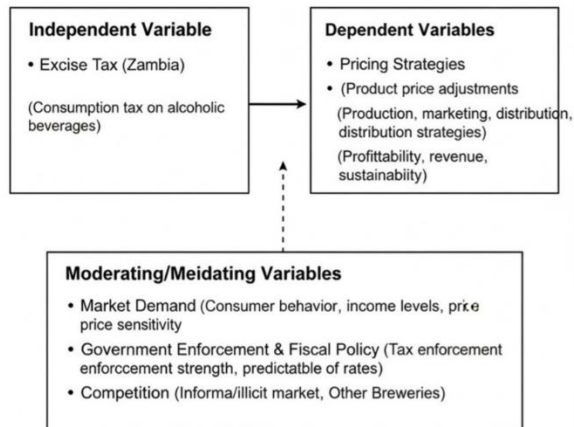 Independent Variable
• Excise Tax (Zambia)
(Consumption tax on alcoholic
beverages)
Dependent Variables
• Pricing Strategies
• (Product price adjustments
(Production, marketing, distribution,
distribution strategies)
(Profittability, revenue,
sustainabiity)
Moderating/Meidating Variables
• Market Demand (Consumer behavior, income levels, price
price sensitivity
• Government Enforcement & Fiscal Policy (Tax enforcement
enforccement strength, predictatble of rates)
• Competition (Informa/illicit market, Other Breweries)